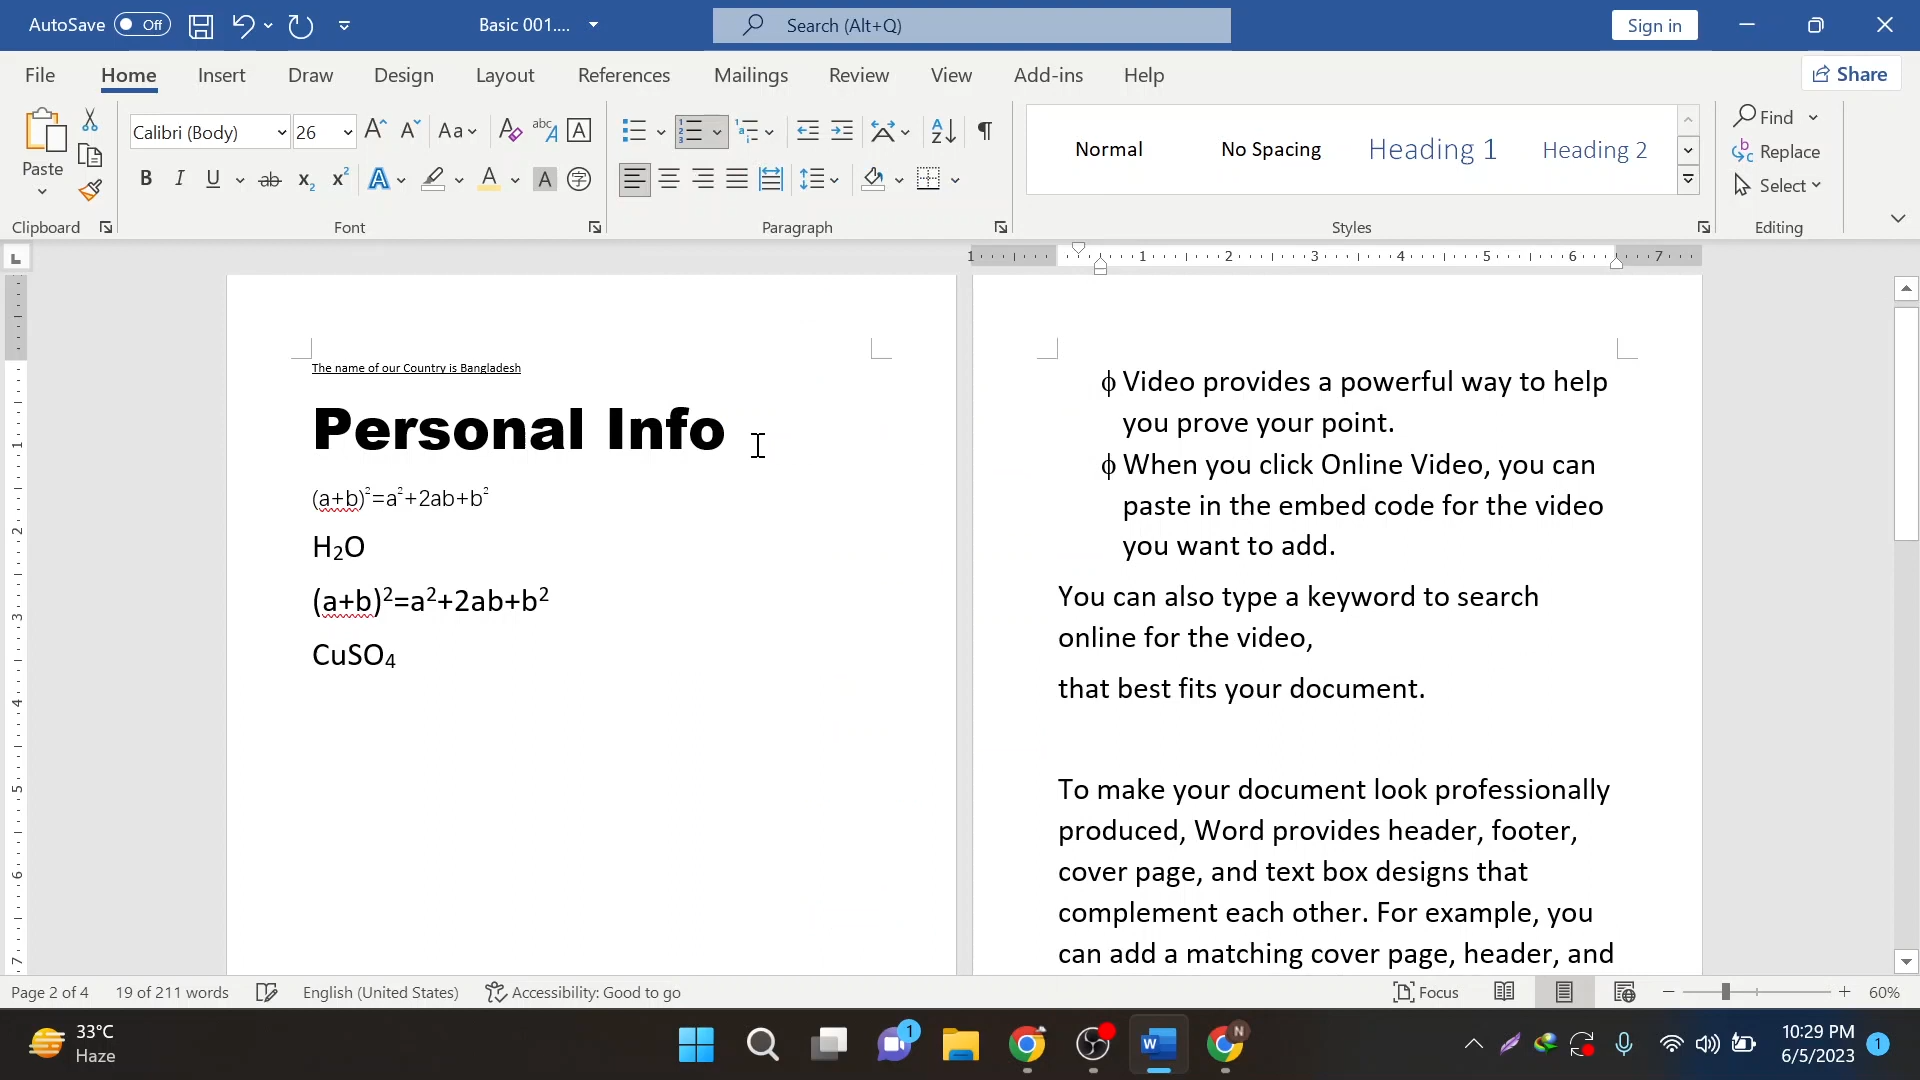 AutoSave Off
Basic 001....
Search (Alt+Q)
Sign in
File Home Insert Draw Design Layout References Mailings Review View Add-ins Help
Share
Paste
Calibri (Body) 26
Normal No Spacing Heading 1 Heading 2
Find
Replace
Select
Clipboard Font Paragraph Styles Editing
1 1 2 3 4 5 6 7
The name of our Country is Bangladesh
Personal Info
(a+b)²=a²+2ab+b²
H₂O
(a+b)²=a²+2ab+b²
CuSO₄
ϕ Video provides a powerful way to help
you prove your point.
ϕ When you click Online Video, you can
paste in the embed code for the video
you want to add.
You can also type a keyword to search
online for the video,
that best fits your document.
To make your document look professionally
produced, Word provides header, footer,
cover page, and text box designs that
complement each other. For example, you
can add a matching cover page, header, and
Page 2 of 4 19 of 211 words English (United States) Accessibility: Good to go Focus 60%
33°C
Haze
10:29 PM
6/5/2023